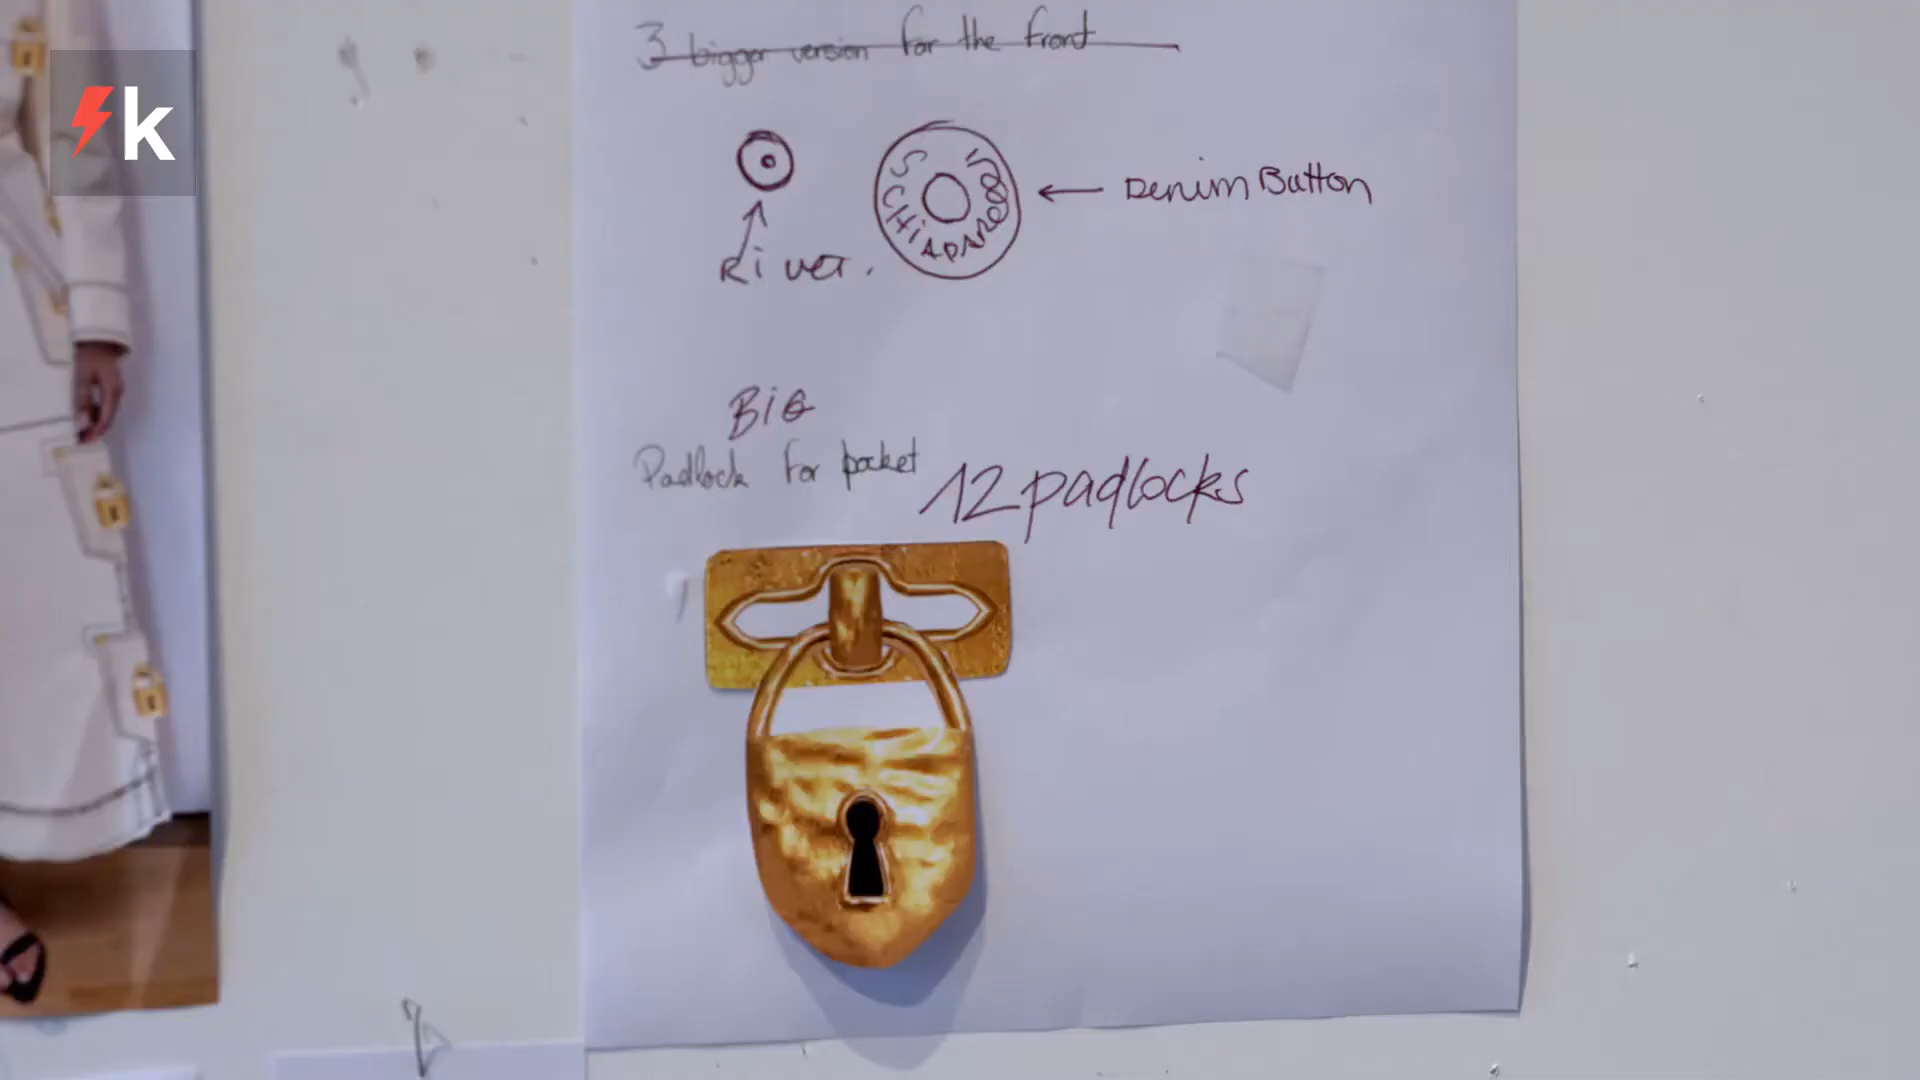 k
3 bigger version for the front
SCHIAPARELLI
Denim Button
Rivet.
BIG
Padlock for pocket
12 padlocks